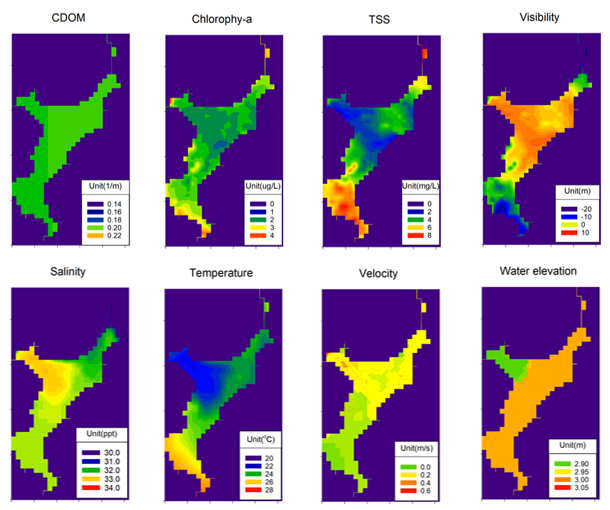 CDOM
Chlorophy-a
TSS
Visibility
Unit(1/m)
0.14
0.16
0.18
0.20
0.22
Unit(ug/L)
0
1
2
3
4
Unit(mg/L)
0
2
4
6
8
Unit(m)
-20
-10
0
10
Salinity
Temperature
Velocity
Water elevation
Unit(ppt)
30.0
31.0
32.0
33.0
34.0
Unit(°C)
20
22
24
26
28
Unit(m/s)
0.0
0.2
0.4
0.6
Unit(m)
2.90
2.95
3.00
3.05